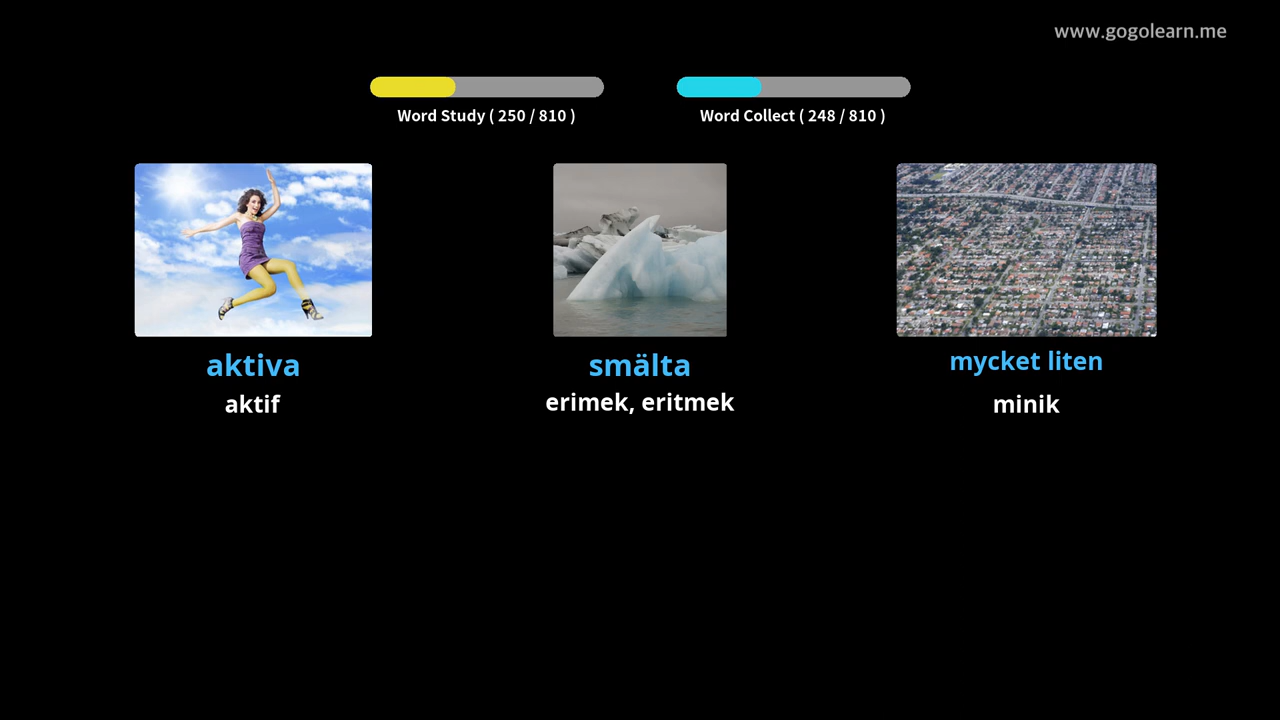 www.gogolearn.me
Word Study ( 250 / 810 )
Word Collect ( 248 / 810 )
aktiva
aktif
smälta
erimek, eritmek
mycket liten
minik